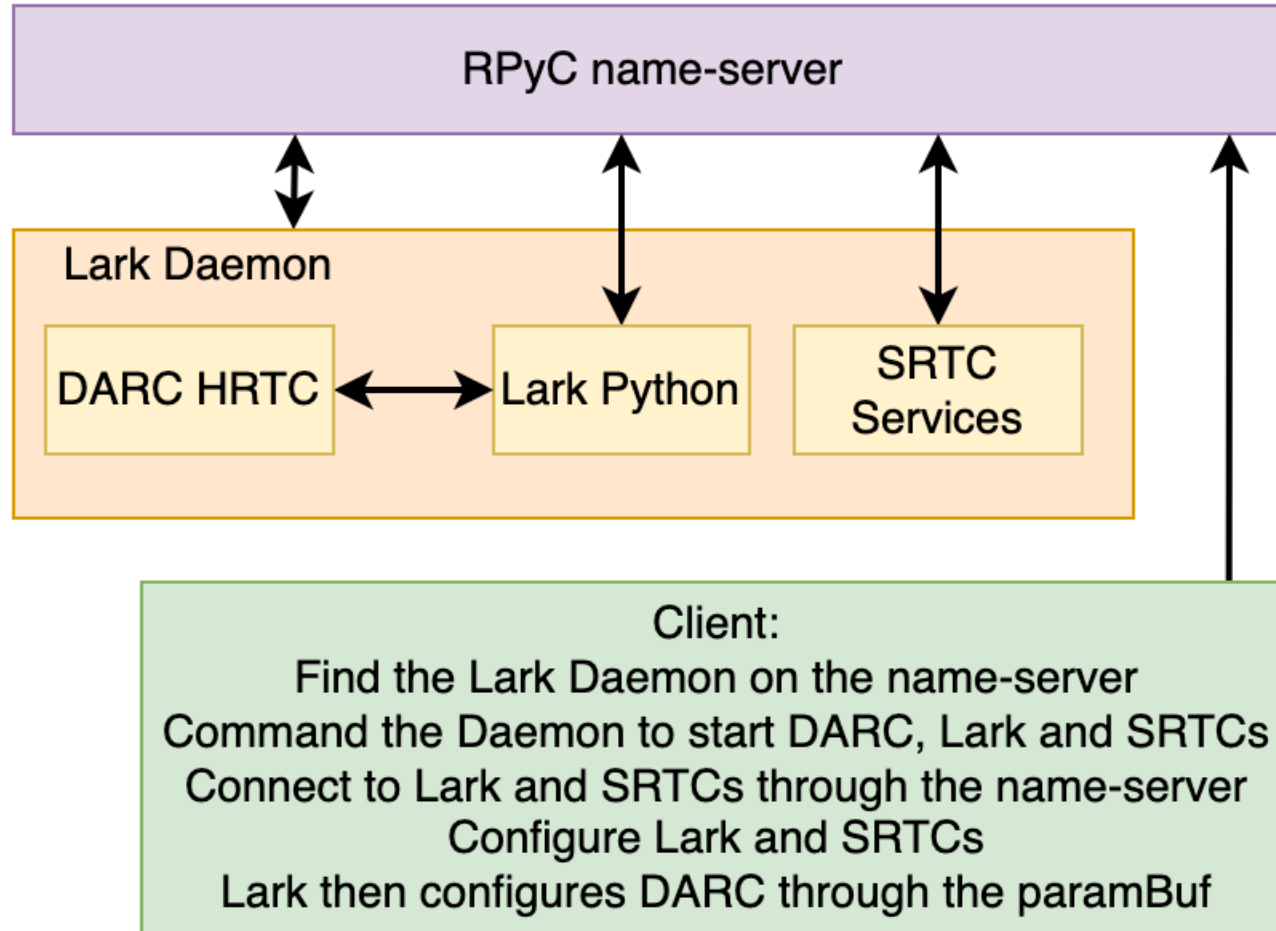 RPyC name-server
Lark Daemon
DARC HRTC
Lark Python
SRTC
Services
Client:
Find the Lark Daemon on the name-server
Command the Daemon to start DARC, Lark and SRTCs
Connect to Lark and SRTCs through the name-server
Configure Lark and SRTCs
Lark then configures DARC through the paramBuf